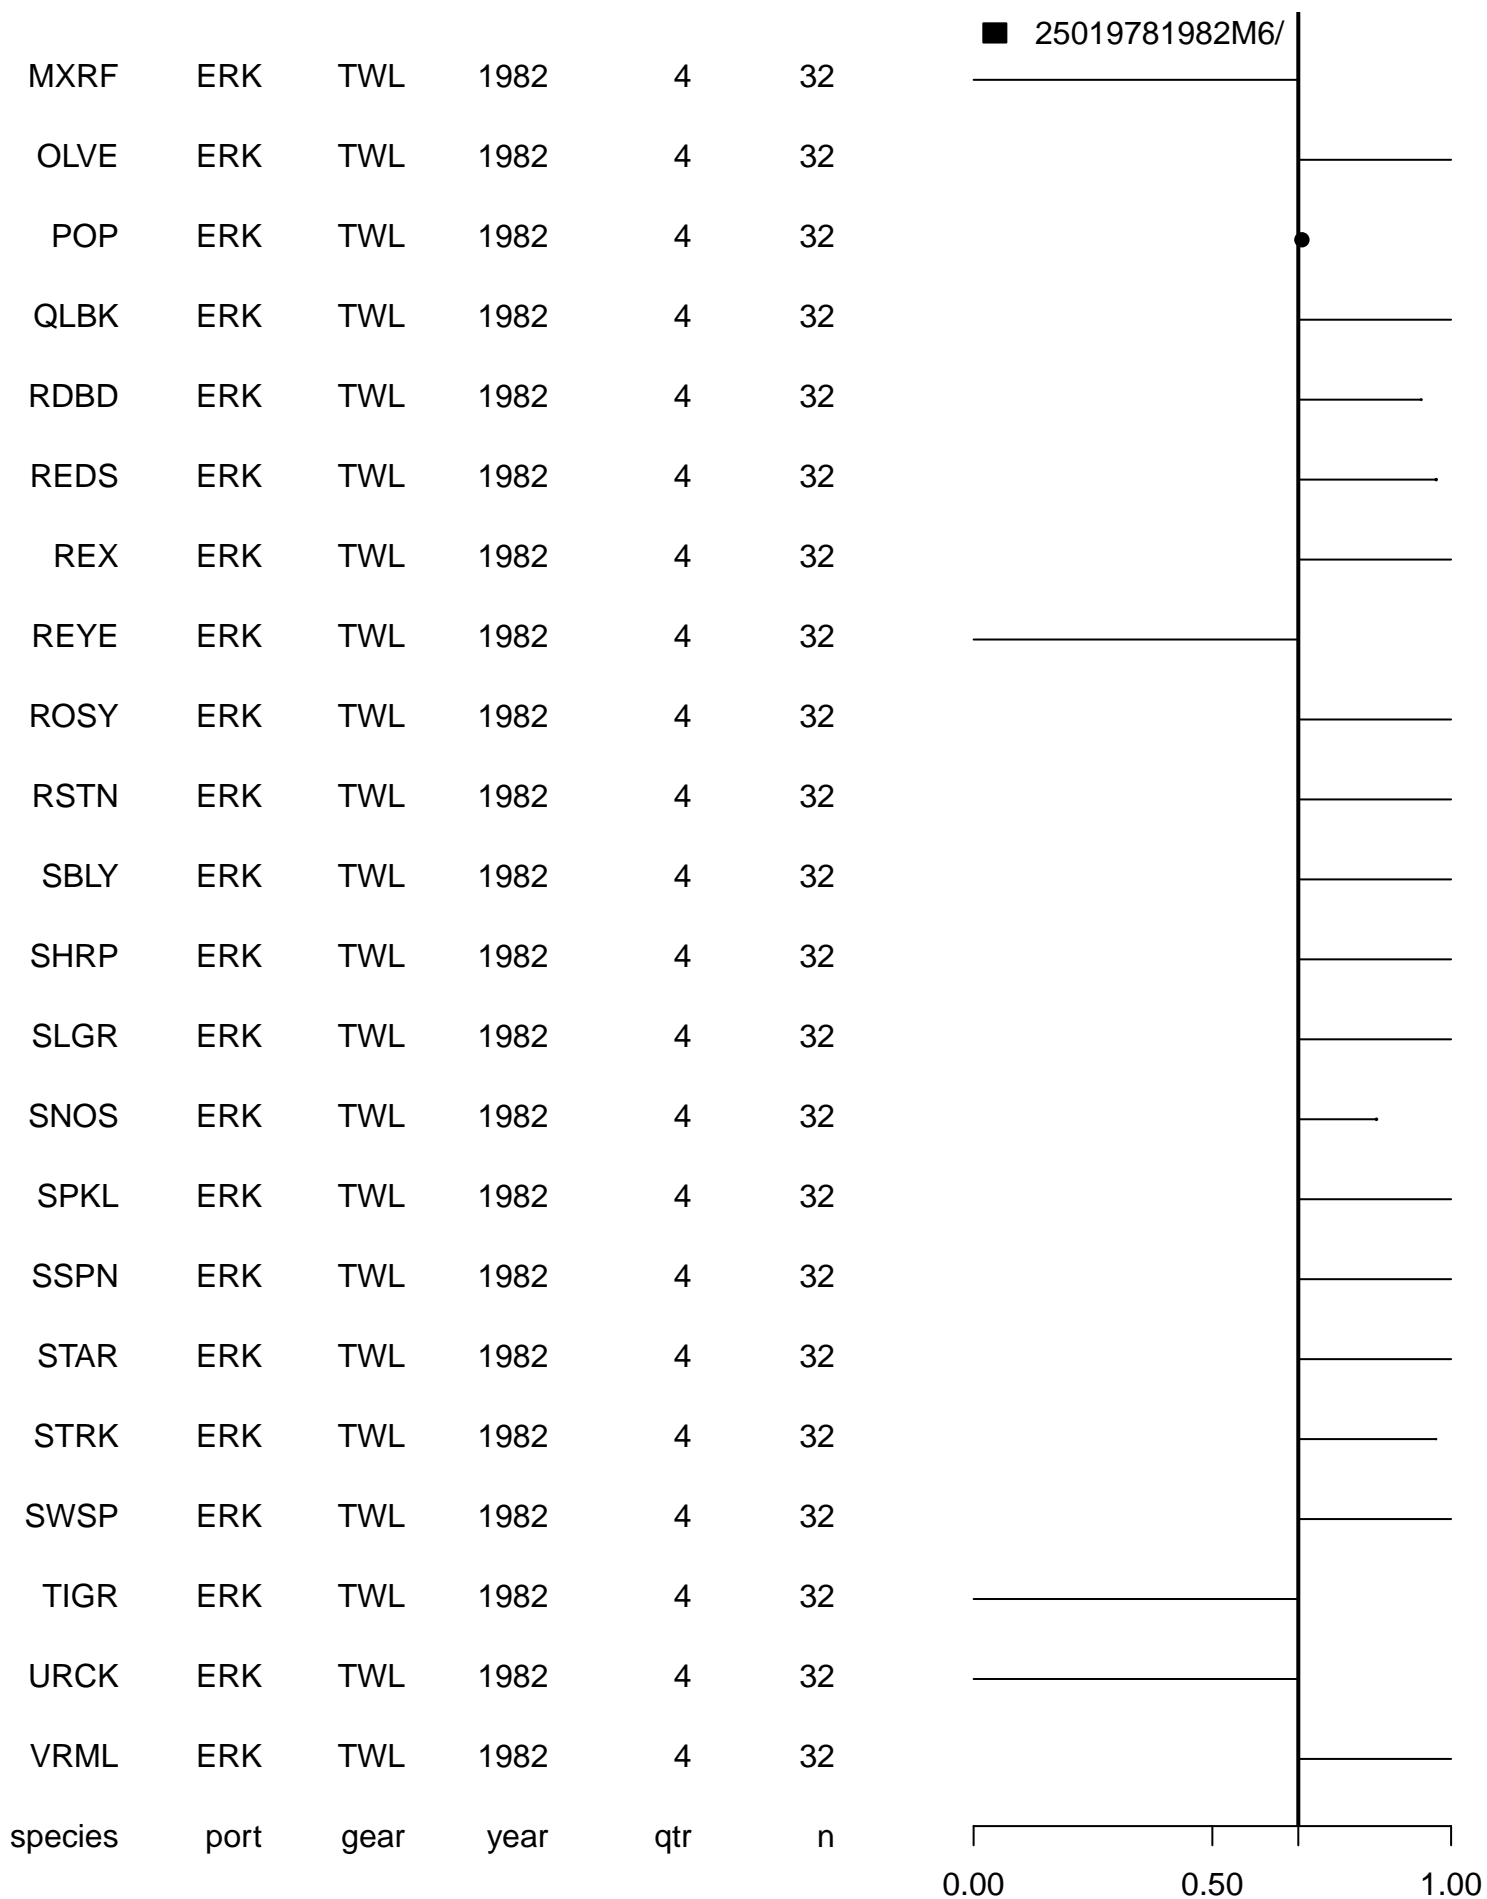 25019781982M6/
MXRF ERK TWL 1982 4 32
OLVE ERK TWL 1982 4 32
POP ERK TWL 1982 4 32
QLBK ERK TWL 1982 4 32
RDBD ERK TWL 1982 4 32
REDS ERK TWL 1982 4 32
REX ERK TWL 1982 4 32
REYE ERK TWL 1982 4 32
ROSY ERK TWL 1982 4 32
RSTN ERK TWL 1982 4 32
SBLY ERK TWL 1982 4 32
SHRP ERK TWL 1982 4 32
SLGR ERK TWL 1982 4 32
SNOS ERK TWL 1982 4 32
SPKL ERK TWL 1982 4 32
SSPN ERK TWL 1982 4 32
STAR ERK TWL 1982 4 32
STRK ERK TWL 1982 4 32
SWSP ERK TWL 1982 4 32
TIGR ERK TWL 1982 4 32
URCK ERK TWL 1982 4 32
VRML ERK TWL 1982 4 32
species port gear year qtr n
0.00 0.50 1.00